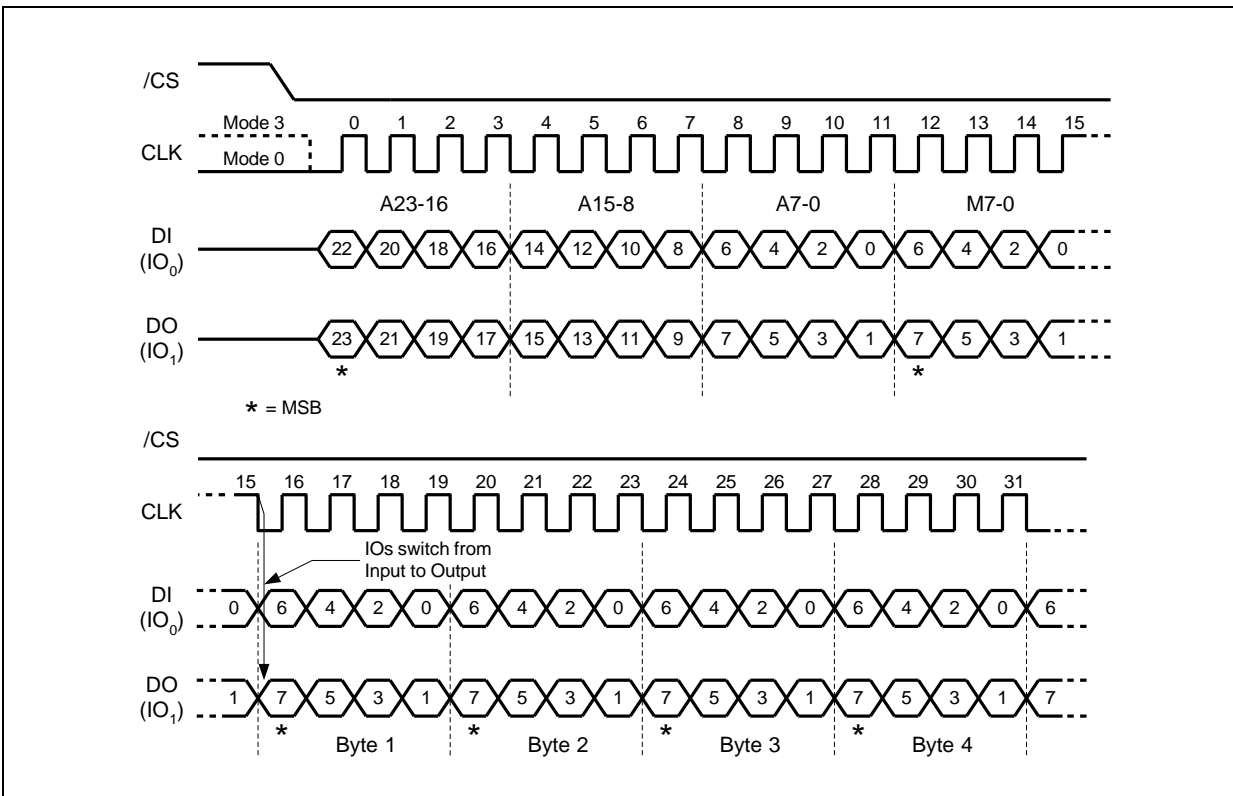 /CS
Mode 3 0 1 2 3 4 5 6 7 8 9 10 11 12 13 14 15
CLK
Mode 0
A23-16 A15-8 A7-0 M7-0
DI
(IO0) 22 20 18 16 14 12 10 8 6 4 2 0 6 4 2 0
DO
(IO1) 23 21 19 17 15 13 11 9 7 5 3 1 7 5 3 1
* *
* = MSB
/CS
15 16 17 18 19 20 21 22 23 24 25 26 27 28 29 30 31
CLK
IOs switch from
Input to Output
DI
(IO0) 0 6 4 2 0 6 4 2 0 6 4 2 0 6 4 2 0 6
DO
(IO1) 1 7 5 3 1 7 5 3 1 7 5 3 1 7 5 3 1 7
* * * *
Byte 1 Byte 2 Byte 3 Byte 4